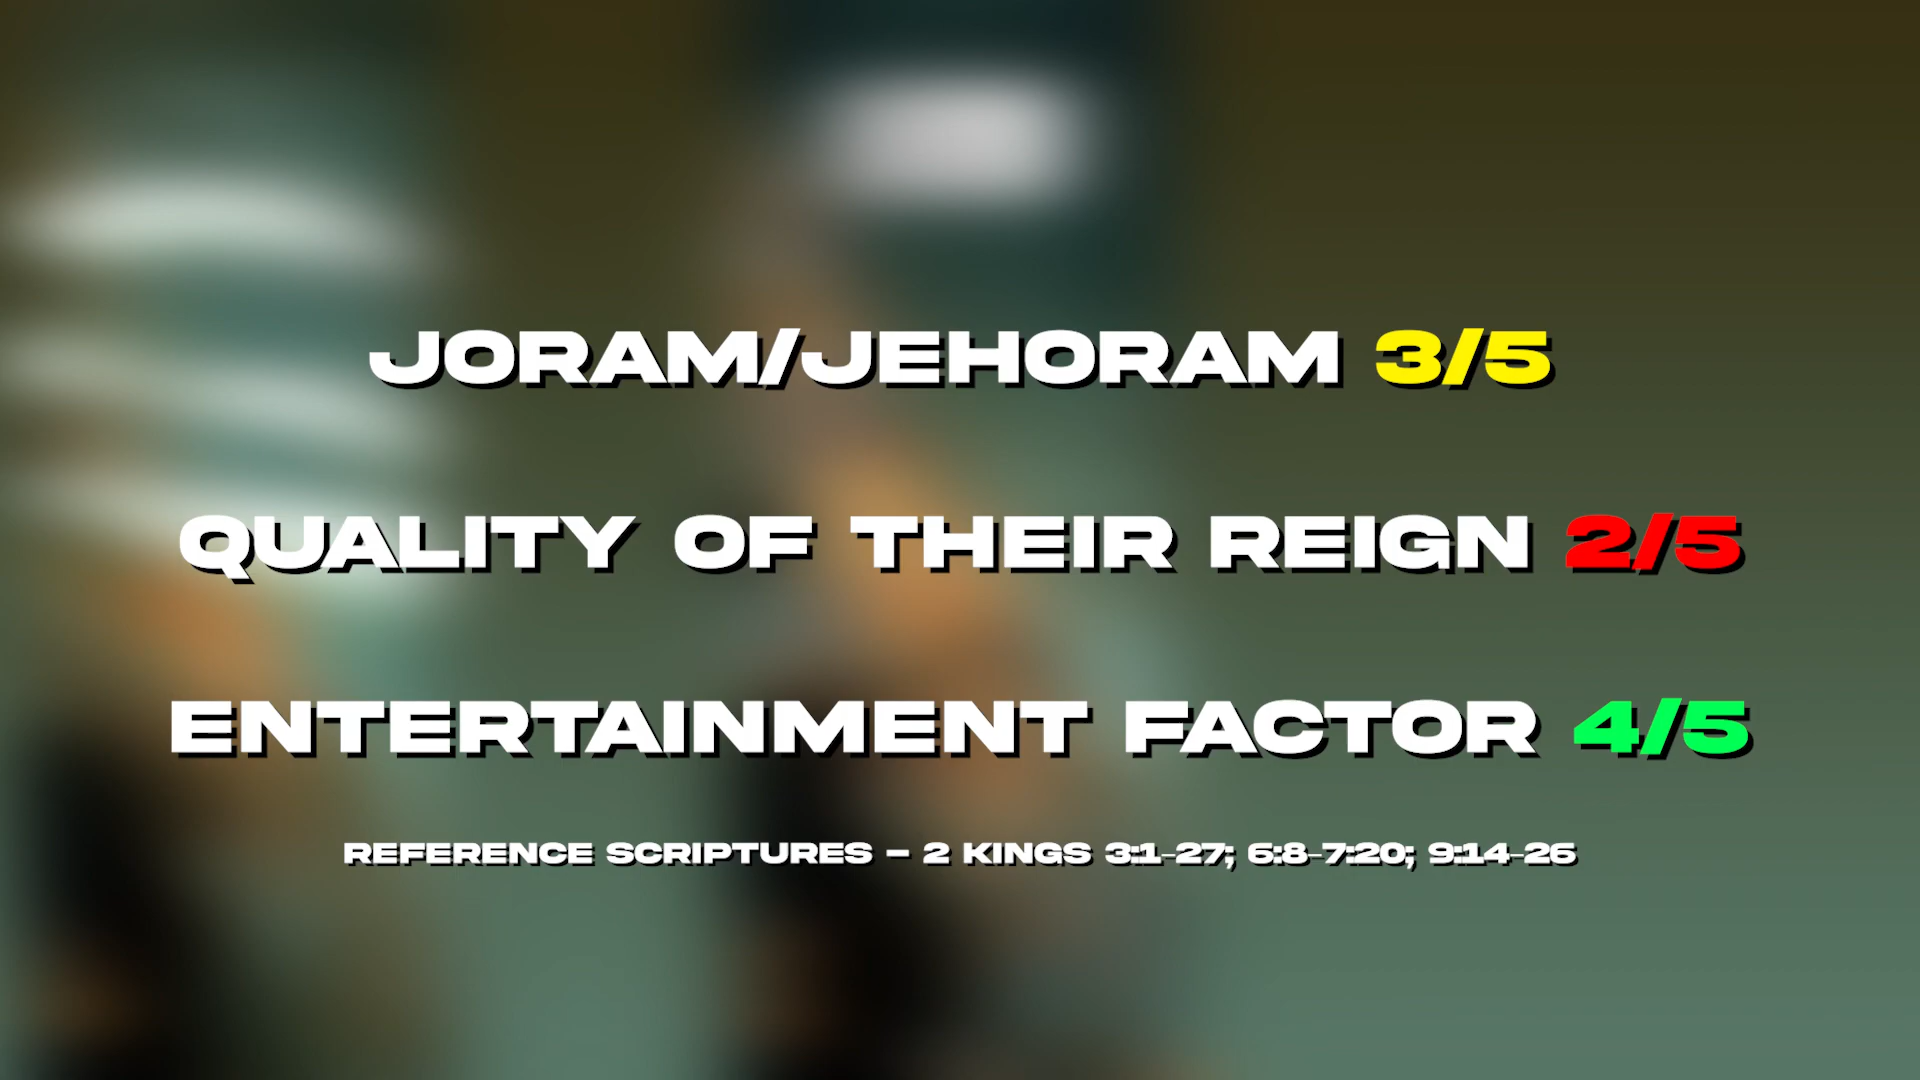 JORAM/JEHORAM 3/5
QUALITY OF THEIR REIGN 2/5
ENTERTAINMENT FACTOR 4/5
REFERENCE SCRIPTURES – 2 KINGS 3:1–27; 6:8–7:20; 9:14–26